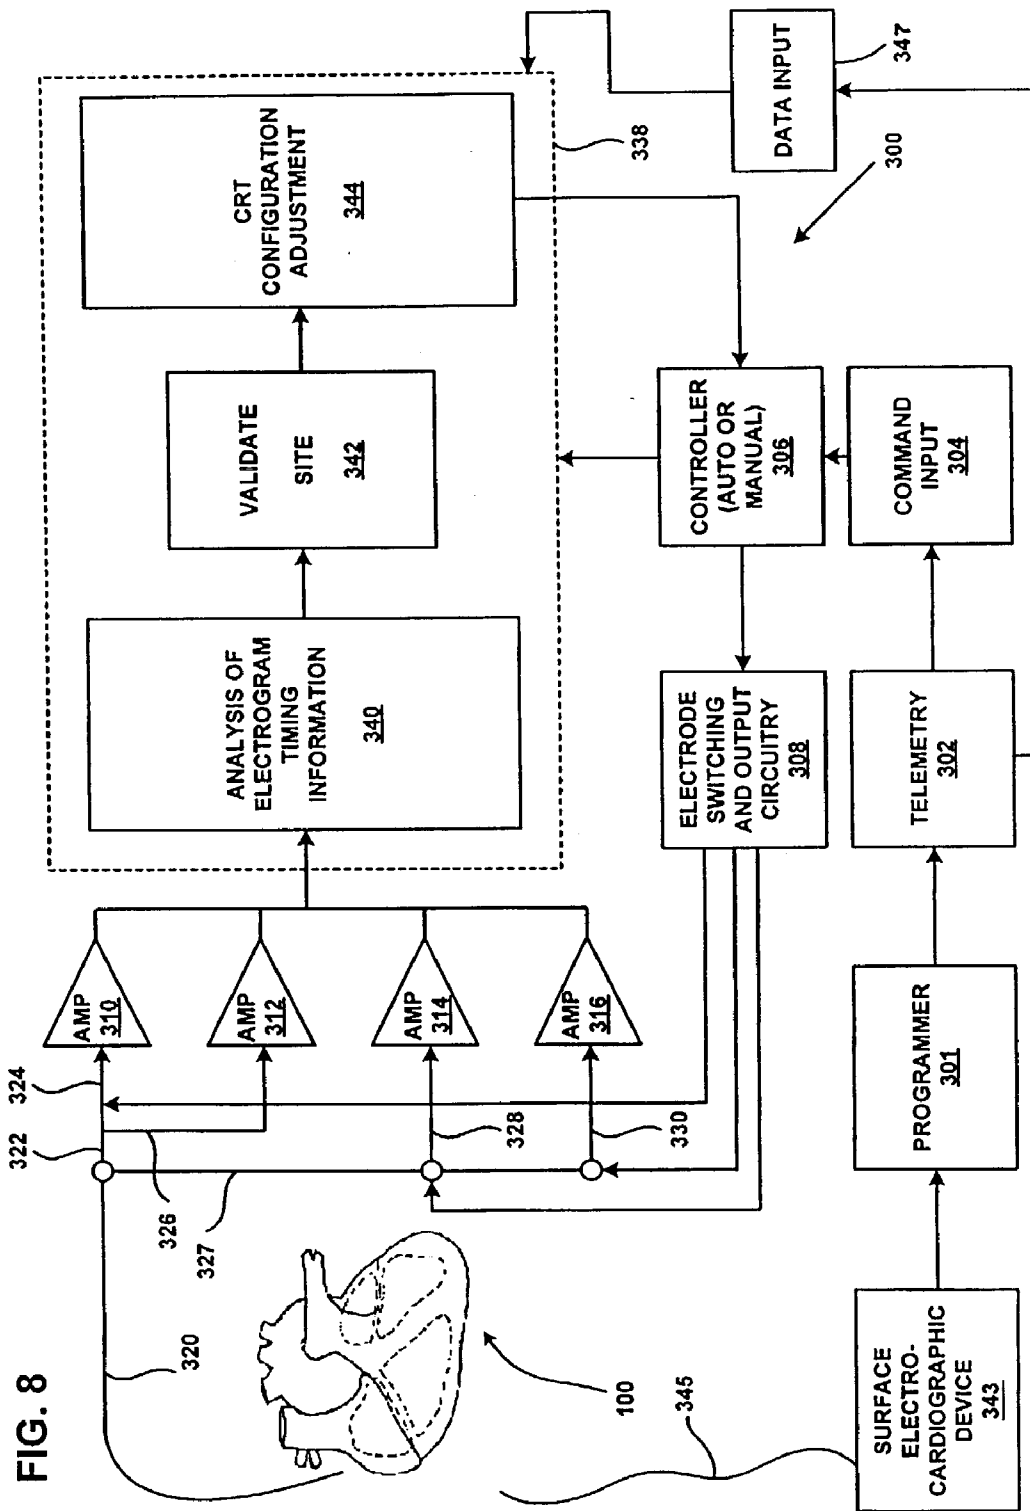 FIG. 8
320
322
324
326
327
328
330
100
345
AMP
310
AMP
312
AMP
314
AMP
316
ANALYSIS OF
ELECTROGRAM
TIMING
INFORMATION
340
VALIDATE
SITE
342
CRT
CONFIGURATION
ADJUSTMENT
344
338
DATA INPUT
347
300
ELECTRODE
SWITCHING
AND OUTPUT
CIRCUITRY
308
CONTROLLER
(AUTO OR
MANUAL)
306
SURFACE
ELECTRO-
CARDIOGRAPHIC
DEVICE
343
PROGRAMMER
301
TELEMETRY
302
COMMAND
INPUT
304